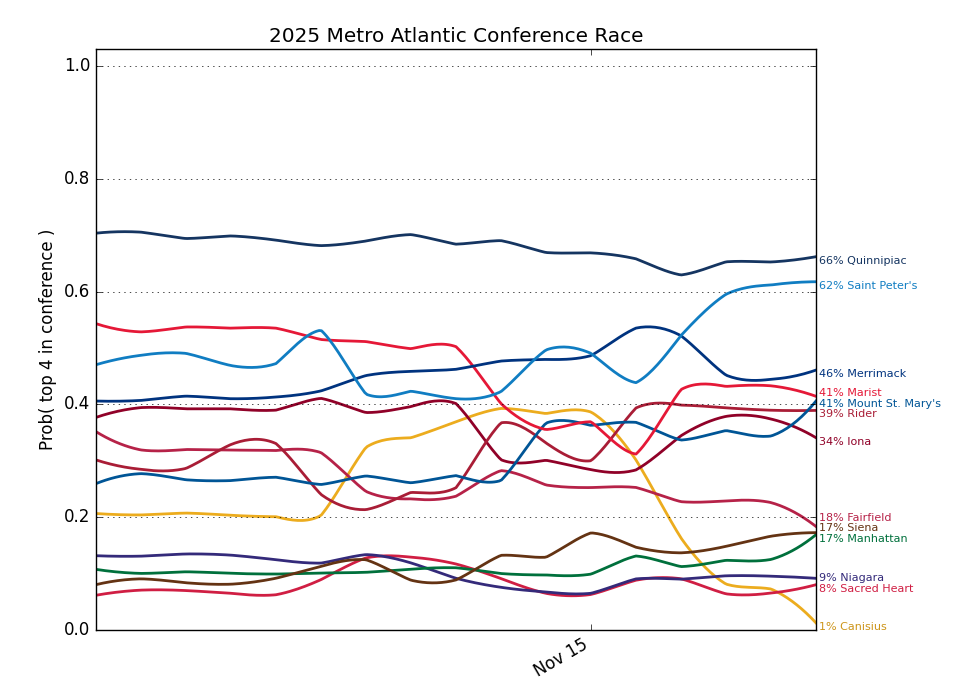 2025 Metro Atlantic Conference Race
Prob( top 4 in conference )
1.0
0.8
0.6
0.4
0.2
0.0
Nov 15
66% Quinnipiac
62% Saint Peter's
46% Merrimack
41% Marist
41% Mount St. Mary's
39% Rider
34% Iona
18% Fairfield
17% Siena
17% Manhattan
9% Niagara
8% Sacred Heart
1% Canisius